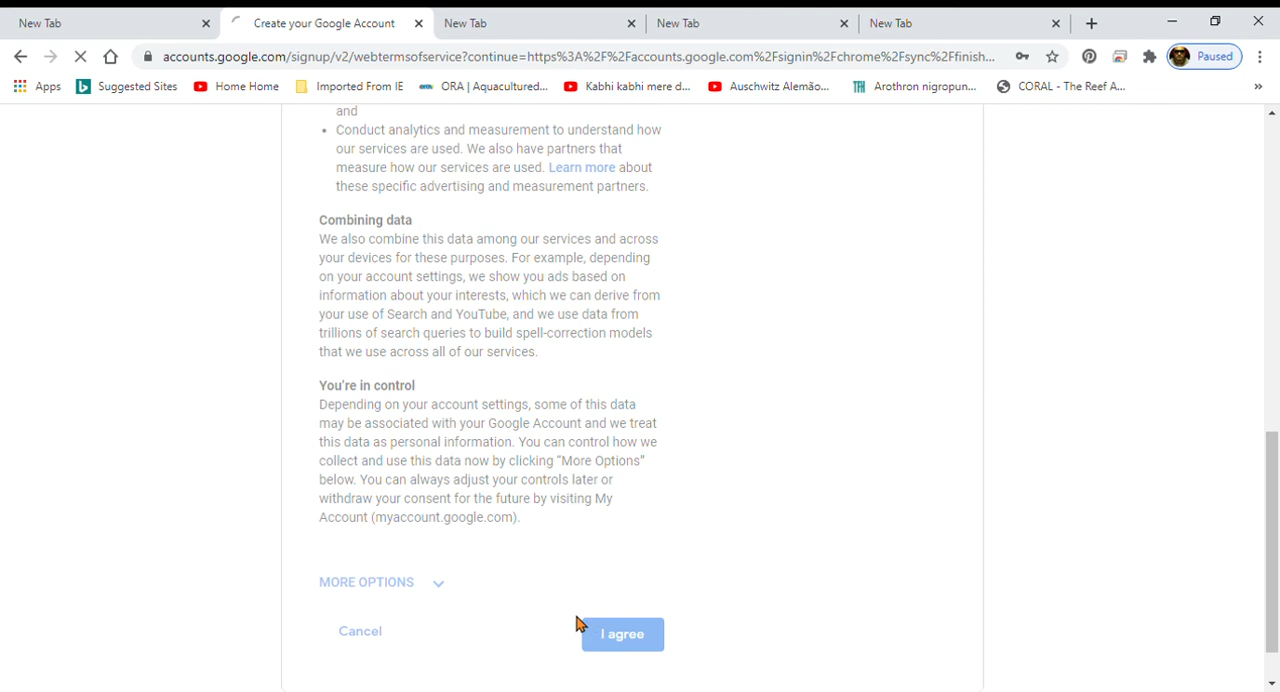 New Tab
Create your Google Account
New Tab
New Tab
New Tab
accounts.google.com/signup/v2/webtermsofservice?continue=https%3A%2F%2Faccounts.google.com%2Fsignin%2Fchrome%2Fsync%2Ffinish...
Paused
Apps
Suggested Sites
Home Home
Imported From IE
ORA | Aquacultured...
Kabhi kabhi mere d...
Auschwitz Alemão...
Arothron nigropun...
CORAL - The Reef A...
and
• Conduct analytics and measurement to understand how
our services are used. We also have partners that
measure how our services are used. Learn more about
these specific advertising and measurement partners.
Combining data
We also combine this data among our services and across
your devices for these purposes. For example, depending
on your account settings, we show you ads based on
information about your interests, which we can derive from
your use of Search and YouTube, and we use data from
trillions of search queries to build spell-correction models
that we use across all of our services.
You're in control
Depending on your account settings, some of this data
may be associated with your Google Account and we treat
this data as personal information. You can control how we
collect and use this data now by clicking “More Options”
below. You can always adjust your controls later or
withdraw your consent for the future by visiting My
Account (myaccount.google.com).
MORE OPTIONS
Cancel
I agree